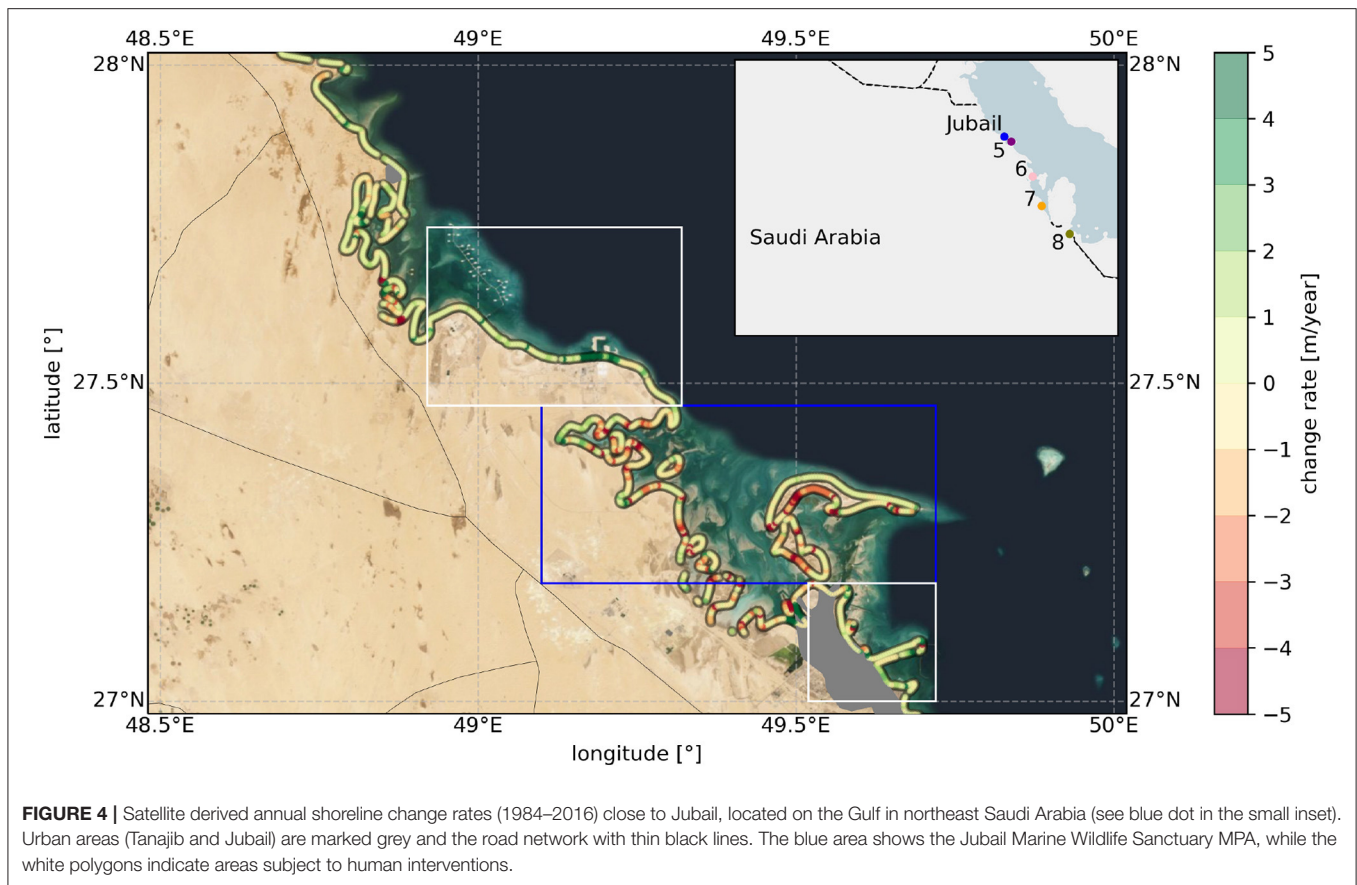 48.5°E 49°E 49.5°E 50°E
28°N 28°N
27.5°N 27.5°N
27°N 27°N
48.5°E 49°E 49.5°E 50°E
longitude [°]
latitude [°]
Jubail
5
6
7
8
Saudi Arabia
5
4
3
2
1
0
−1
−2
−3
−4
−5
change rate [m/year]
FIGURE 4 | Satellite derived annual shoreline change rates (1984–2016) close to Jubail, located on the Gulf in northeast Saudi Arabia (see blue dot in the small inset).
Urban areas (Tanajib and Jubail) are marked grey and the road network with thin black lines. The blue area shows the Jubail Marine Wildlife Sanctuary MPA, while the
white polygons indicate areas subject to human interventions.